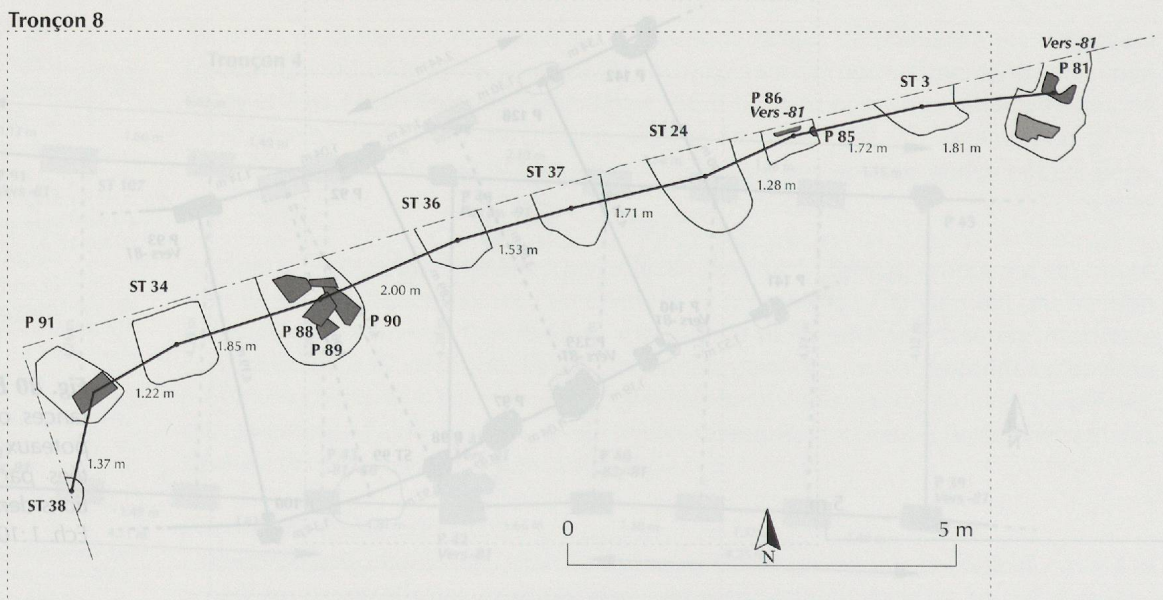 Tronçon 8
Vers -81
P 81
ST 3
P 86
Vers -81
P 85
1.72 m
1.81 m
ST 24
1.28 m
ST 37
1.71 m
ST 36
1.53 m
2.00 m
ST 34
P 88
P 90
P 89
1.85 m
P 91
1.22 m
1.37 m
ST 38
0
5 m
N